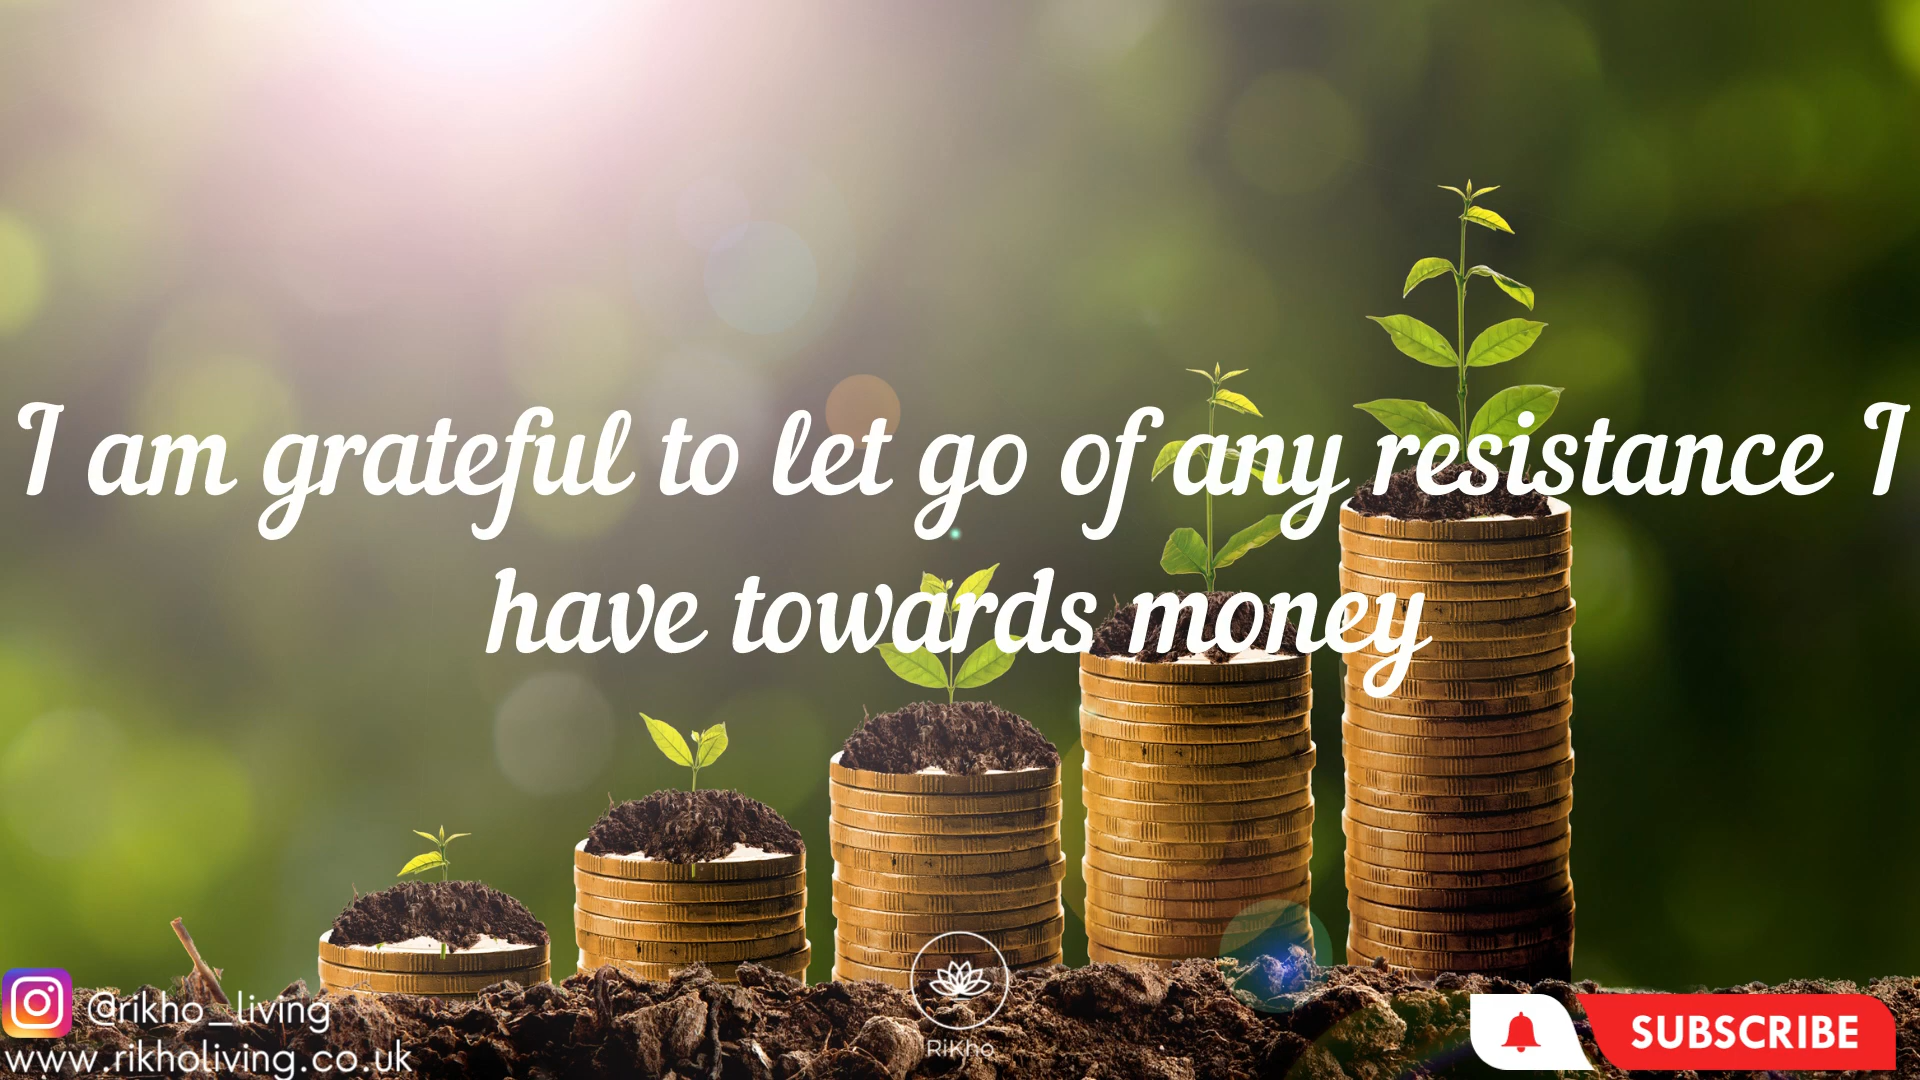 I am grateful to let go of any resistance I
have towards money
@rikho_living
www.rikholiving.co.uk
RiKho
SUBSCRIBE